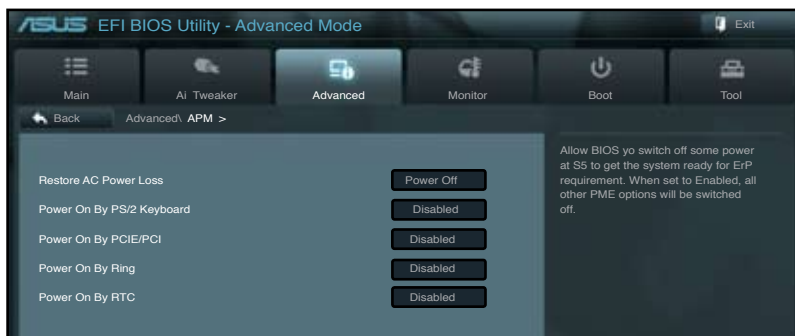 ASUS EFI BIOS Utility - Advanced Mode
Exit
Main
Ai Tweaker
Advanced
Monitor
Boot
Tool
Back
Advanced\ APM >
Restore AC Power Loss Power Off
Power On By PS/2 Keyboard Disabled
Power On By PCIE/PCI Disabled
Power On By Ring Disabled
Power On By RTC Disabled
Allow BIOS yo switch off some power
at S5 to get the system ready for ErP
requirement. When set to Enabled, all
other PME options will be switched
off.